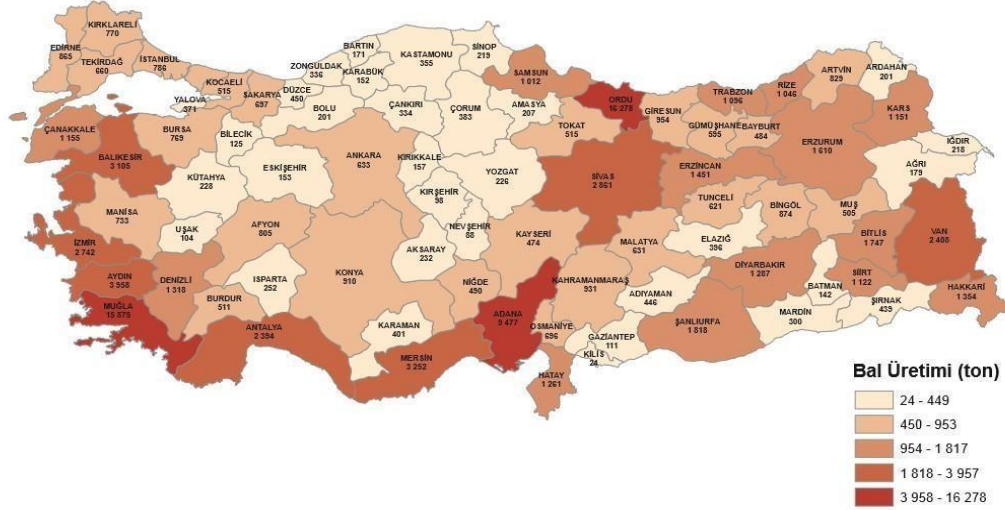 KIRKLARELİ
770
EDİRNE
865
TEKİRDAĞ
660
İSTANBUL
786
KOCAELİ
515
YALOVA
371
SAKARYA
697
DÜZCE
450
ZONGULDAK
336
BARTIN
171
KARABÜK
152
KASTAMONU
355
SİNOP
219
SAMSUN
1 012
ORDU
16 278
GİRESUN
954
TRABZON
1 096
RİZE
1 046
ARTVİN
829
ARDAHAN
201
KARS
1 151
IĞDIR
218
AĞRI
179
ERZURUM
1 610
BAYBURT
484
GÜMÜŞHANE
595
ERZİNCAN
1 451
TOKAT
515
AMASYA
207
ÇORUM
383
ÇANKIRI
334
BOLU
201
BİLECİK
125
BURSA
769
ÇANAKKALE
1 155
BALIKESİR
3 105
KÜTAHYA
228
ESKİŞEHİR
153
ANKARA
633
KIRIKKALE
157
YOZGAT
226
SİVAS
2 861
TUNCELİ
621
BİNGÖL
874
MUŞ
505
BİTLİS
1 747
VAN
2 408
HAKKARİ
1 354
ŞIRNAK
439
SİİRT
1 122
BATMAN
142
MARDİN
300
DİYARBAKIR
1 287
ELAZIĞ
396
MALATYA
631
ADIYAMAN
446
ŞANLIURFA
1 818
GAZİANTEP
111
KİLİS
24
KAHRAMANMARAŞ
931
OSMANİYE
696
HATAY
1 261
ADANA
9 477
KAYSERİ
474
NİĞDE
490
NEVŞEHİR
88
KIRŞEHİR
98
AKSARAY
232
KONYA
910
KARAMAN
401
MERSİN
3 252
ANTALYA
2 394
ISPARTA
252
BURDUR
511
AFYON
805
UŞAK
104
MANİSA
733
İZMİR
2 742
AYDIN
3 958
DENİZLİ
1 318
MUĞLA
Bal Üretimi (ton)
24 - 449
450 - 953
954 - 1 817
1 818 - 3 957
3 958 - 16 278